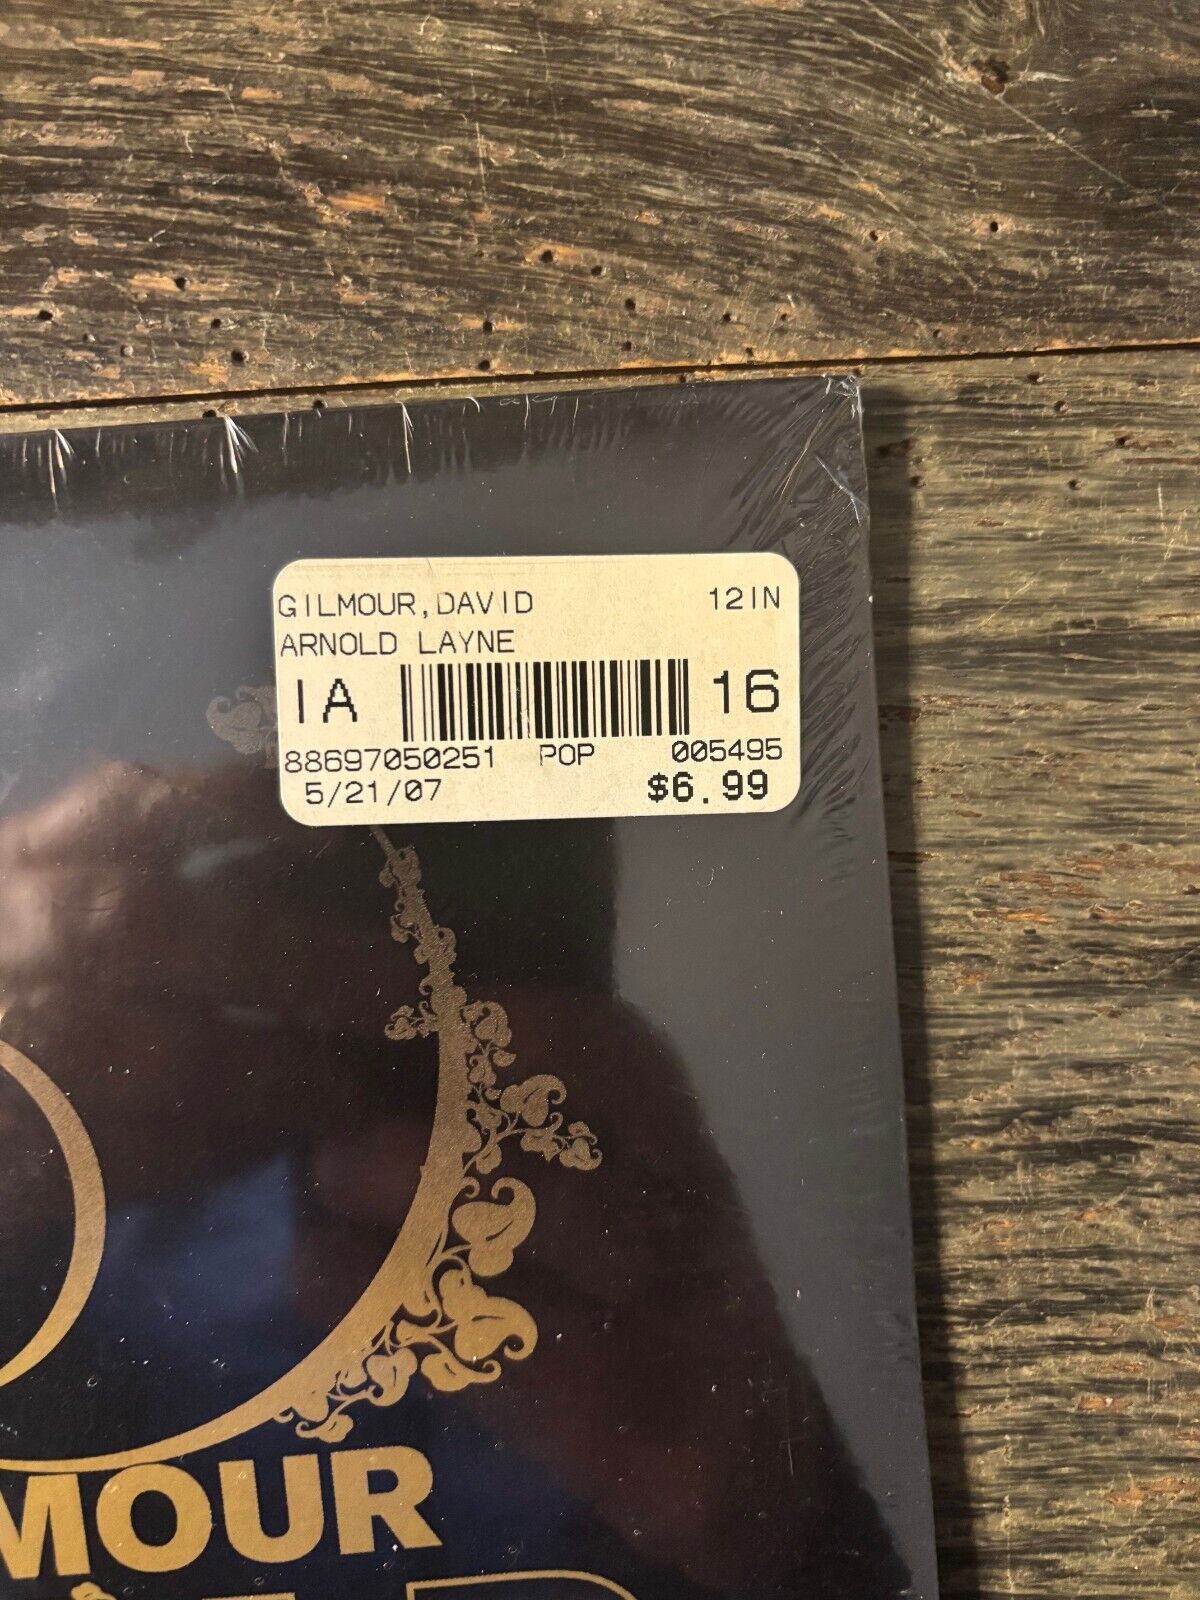 GILMOUR,DAVID 12IN
ARNOLD LAYNE
IA 16
88697050251 POP 005495
5/21/07 $6.99
MOUR